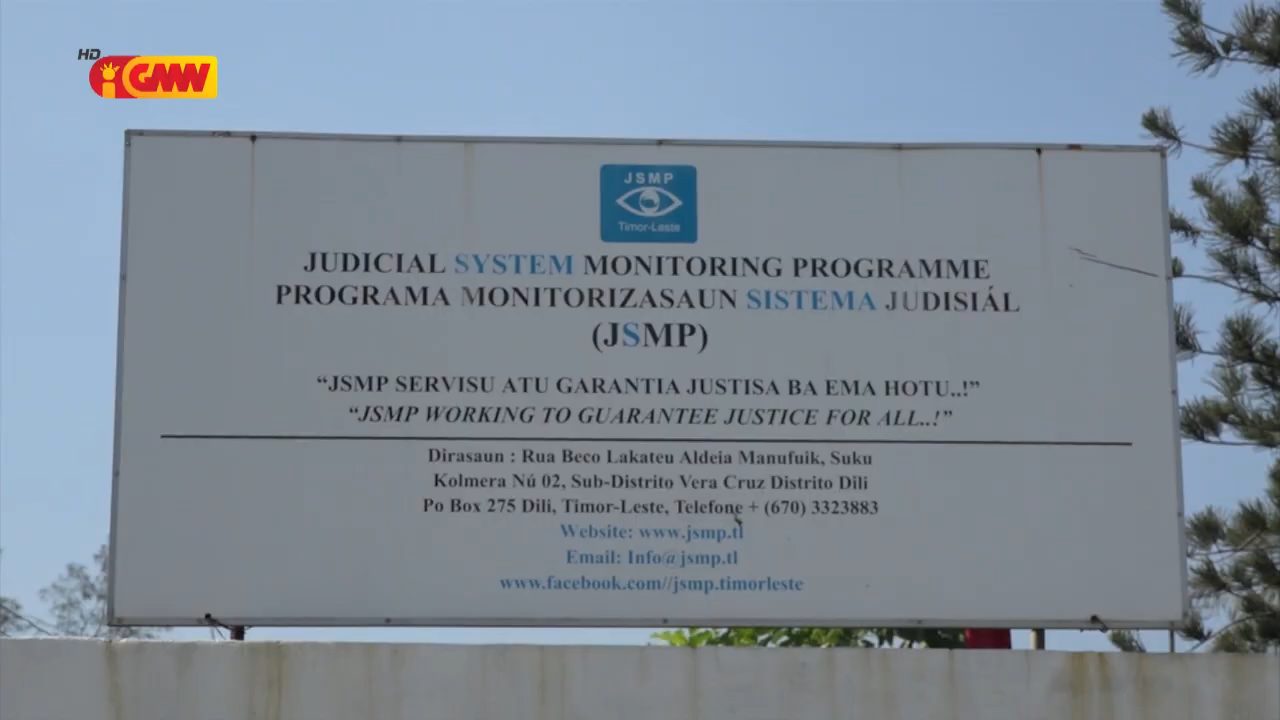 HD
GMN
JSMP
Timor-Leste
JUDICIAL SYSTEM MONITORING PROGRAMME
PROGRAMA MONITORIZASAUN SISTEMA JUDISIÁL
(JSMP)
“JSMP SERVISU ATU GARANTIA JUSTISA BA EMA HOTU..!”
“JSMP WORKING TO GUARANTEE JUSTICE FOR ALL..!”
Dirasaun : Rua Beco Lakateu Aldeia Manufuik, Suku
Kolmera Nú 02, Sub-Distrito Vera Cruz Distrito Dili
Po Box 275 Dili, Timor-Leste, Telefone + (670) 3323883
Website: www.jsmp.tl
Email: Info@jsmp.tl
www.facebook.com//jsmp.timorleste